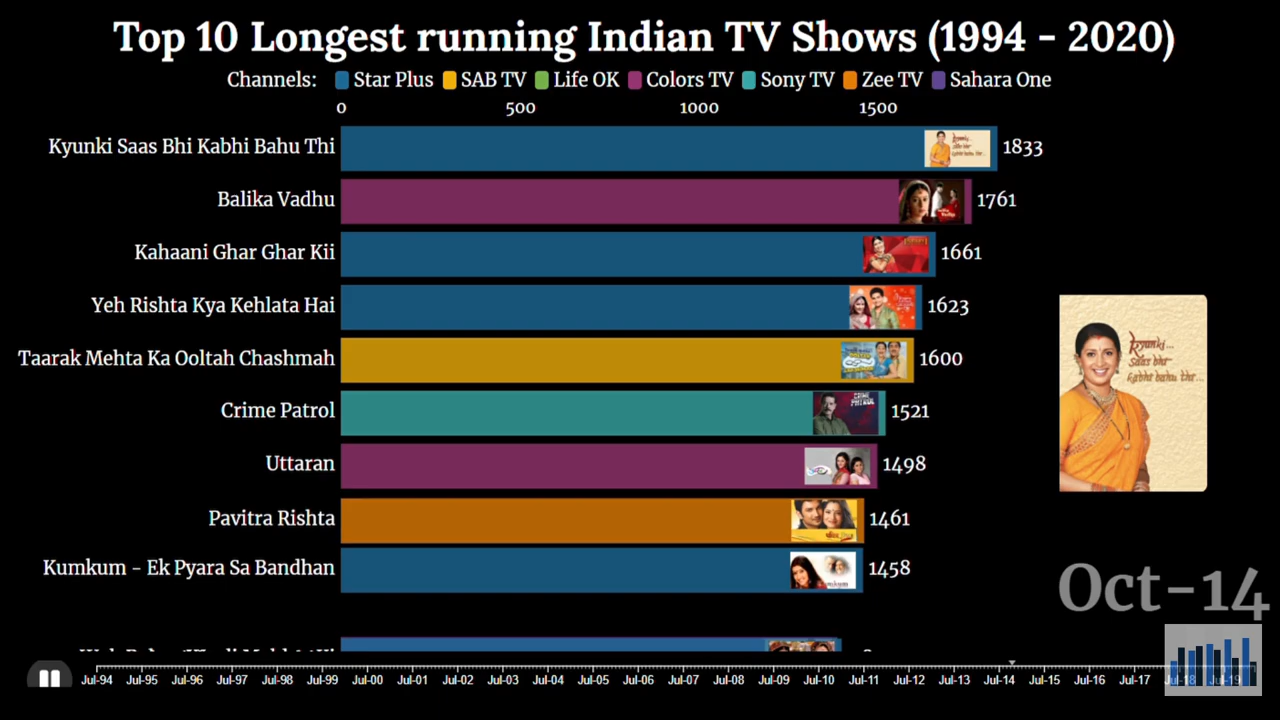 Top 10 Longest running Indian TV Shows (1994 - 2020)
Channels: Star Plus SAB TV Life OK Colors TV Sony TV Zee TV Sahara One
0 500 1000 1500
Kyunki Saas Bhi Kabhi Bahu Thi 1833
Balika Vadhu 1761
Kahaani Ghar Ghar Kii 1661
Yeh Rishta Kya Kehlata Hai 1623
Taarak Mehta Ka Ooltah Chashmah 1600
Crime Patrol 1521
Uttaran 1498
Pavitra Rishta 1461
Kumkum - Ek Pyara Sa Bandhan 1458
kyunki...
saas bhi
kabhi bahu thi...
Oct-14
Jul-94 Jul-95 Jul-96 Jul-97 Jul-98 Jul-99 Jul-00 Jul-01 Jul-02 Jul-03 Jul-04 Jul-05 Jul-06 Jul-07 Jul-08 Jul-09 Jul-10 Jul-11 Jul-12 Jul-13 Jul-14 Jul-15 Jul-16 Jul-17 Jul-18 Jul-19